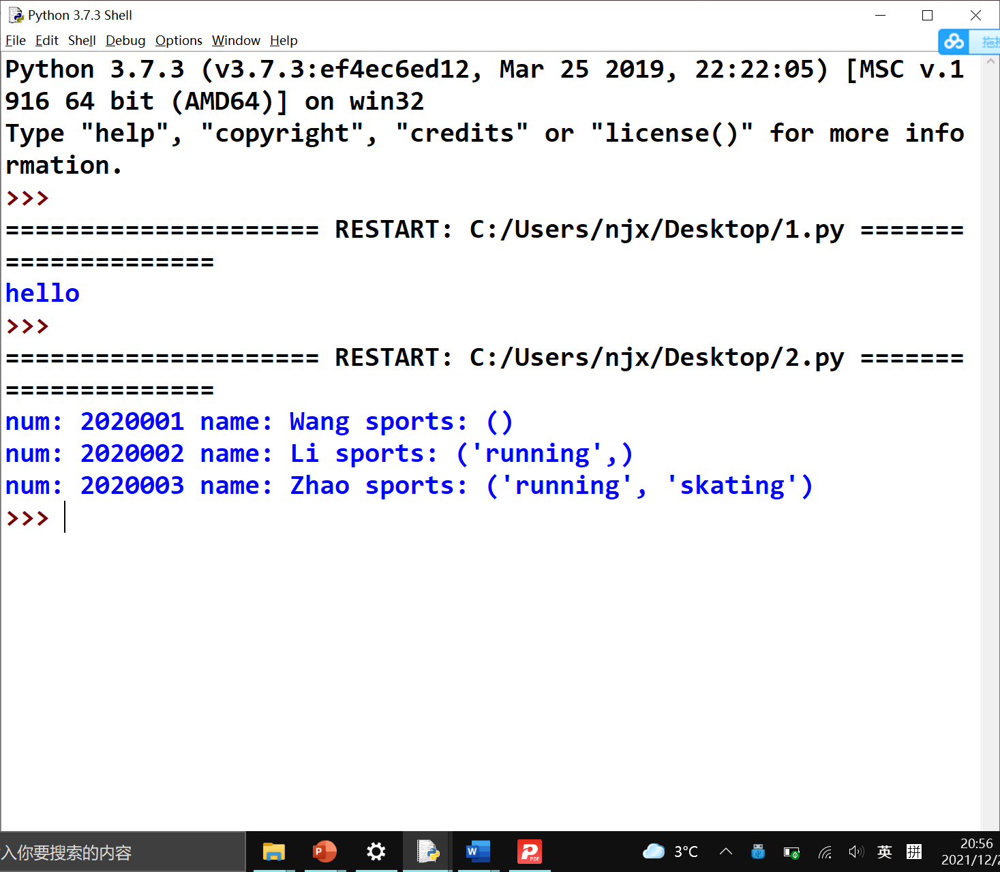 Python 3.7.3 Shell
File Edit Shell Debug Options Window Help
Python 3.7.3 (v3.7.3:ef4ec6ed12, Mar 25 2019, 22:22:05) [MSC v.1
916 64 bit (AMD64)] on win32
Type "help", "copyright", "credits" or "license()" for more info
rmation.
>>>
===================== RESTART: C:/Users/njx/Desktop/1.py =======
==============
hello
>>>
===================== RESTART: C:/Users/njx/Desktop/2.py =======
==============
num: 2020001 name: Wang sports: ()
num: 2020002 name: Li sports: ('running',)
num: 2020003 name: Zhao sports: ('running', 'skating')
>>>
入你要搜索的内容
3°C
英
拼
20:56
2021/12/